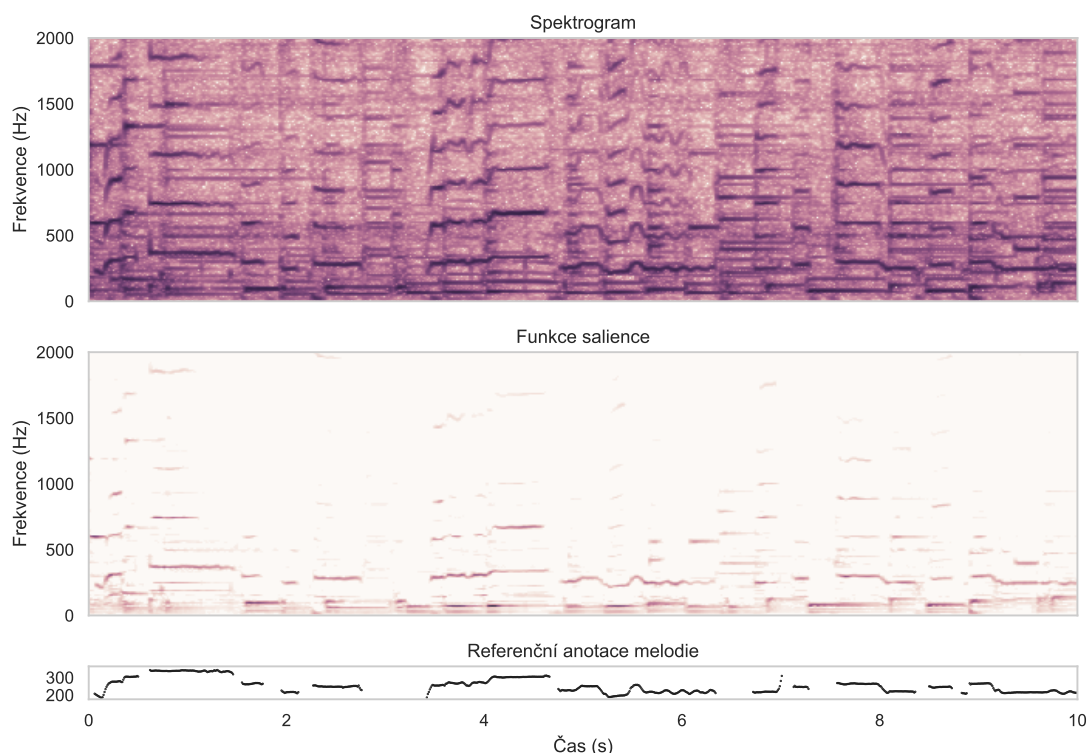 Spektrogram
2000
1500
1000
500
0
Frekvence (Hz)
Funkce salience
2000
1500
1000
500
0
Frekvence (Hz)
Referenční anotace melodie
300
200
0 2 4 6 8 10
Čas (s)